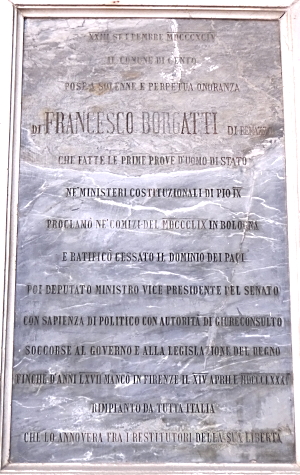 XXIII SETTEMBRE MDCCCXCIV
IL COMUNE DI CENTO
POSE A SOLENNE E PERPETUA ONORANZA
DI FRANCESCO BORGATTI DI
CHE FATTE LE PRIME PROVE D'UOMO DI STATO
NE' MINISTERI COSTITUZIONALI DI PIO IX
PROCLAMÒ NE' COMIZI DEL MDCCCLIX IN BOLOGNA
E RATIFICÒ CESSATO IL DOMINIO DEI PAPI
POI DEPUTATO MINISTRO VICE PRESIDENTE DEL SENATO
CON SAPIENZA DI POLITICO CON AUTORITÀ DI GIURECONSULTO
SOCCORSE AL GOVERNO E ALLA LEGISLAZIONE DEL REGNO
FINCHÈ D'ANNI LXVII MANCÒ IN FIRENZE IL XIV APRILE
RIMPIANTO DA TUTTA ITALIA
CHE LO ANNOVERA FRA I RESTITUTORI DELLA SUA LIBERTÀ